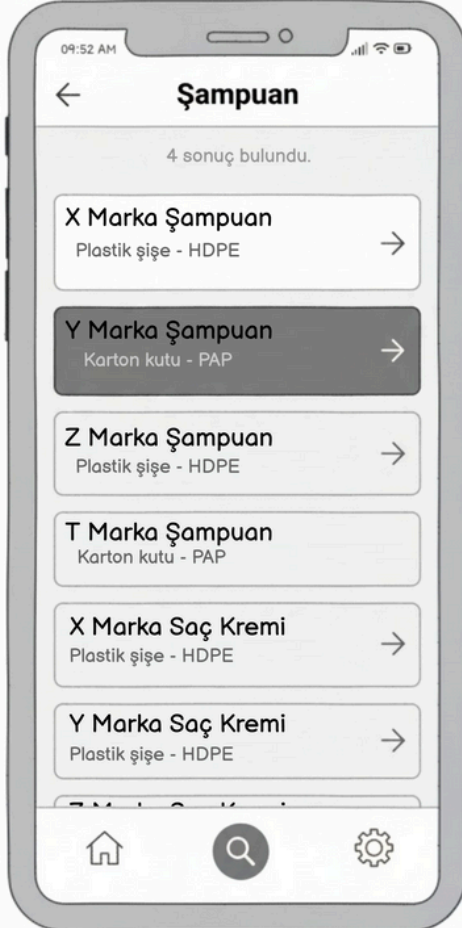 09:52 AM
Şampuan
4 sonuç bulundu.
X Marka Şampuan
Plastik şişe - HDPE
Y Marka Şampuan
Karton kutu - PAP
Z Marka Şampuan
Plastik şişe - HDPE
T Marka Şampuan
Karton kutu - PAP
X Marka Saç Kremi
Plastik şişe - HDPE
Y Marka Saç Kremi
Plastik şişe - HDPE